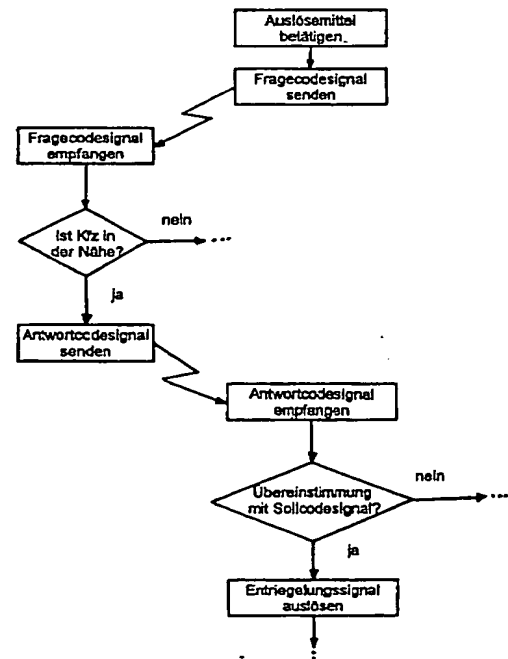 Auslösemittel
betätigen
Fragecodesignal
senden
Fragecodesignal
empfangen
Ist Kfz in
der Nähe?
nein
...
ja
Antwortcodesignal
senden
Antwortcodesignal
empfangen
Übereinstimmung
mit Sollcodesignal?
nein
...
ja
Entriegelungssignal
auslösen